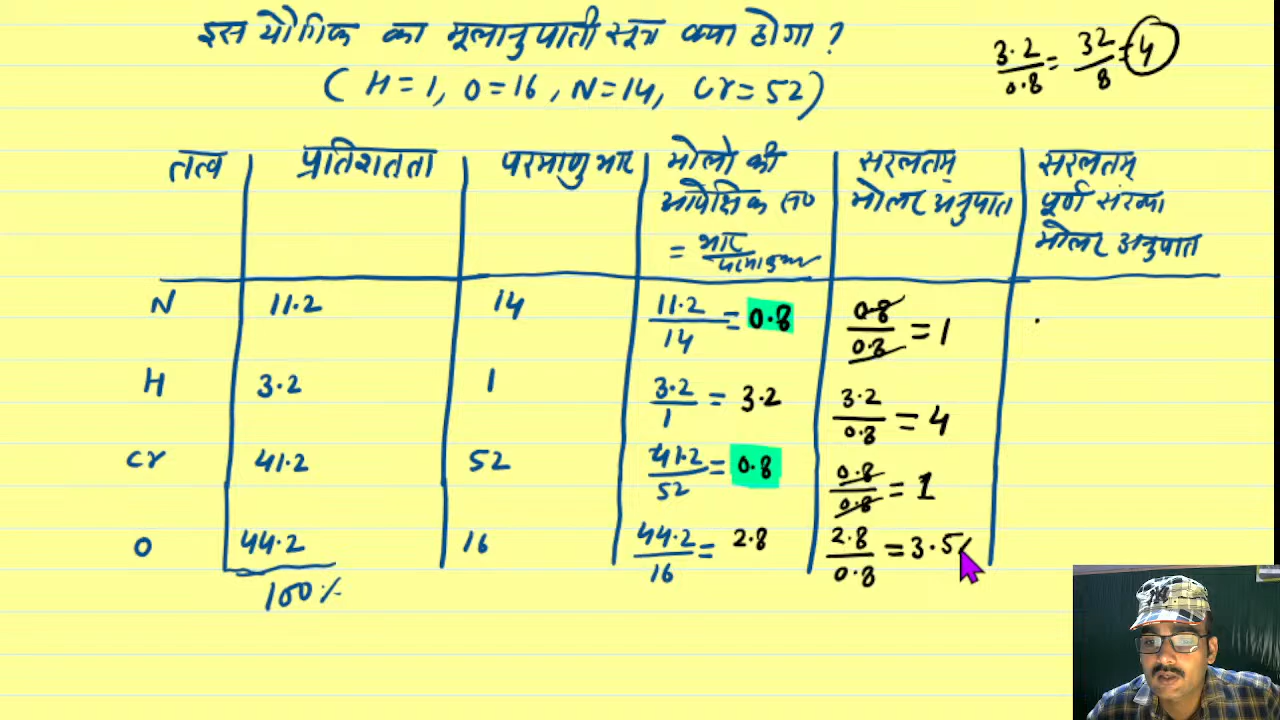 इस यौगिक का मूलानुपाती सूत्र क्या होगा ?
( H = 1, O = 16 , N = 14, Cr = 52 )
3.2/0.8 = 32/8 = 4
तत्व | प्रतिशतता | परमाणु भार | मोलो की आपेक्षिक सं० = भार/परमाणुभार | सरलतम् मोलर अनुपात | सरलतम् पूर्ण संख्या मोलर अनुपात
N | 11.2 | 14 | 11.2/14 = 0.8 | 0.8/0.8 = 1
H | 3.2 | 1 | 3.2/1 = 3.2 | 3.2/0.8 = 4
Cr | 41.2 | 52 | 41.2/52 = 0.8 | 0.8/0.8 = 1
O | 44.2 | 16 | 44.2/16 = 2.8 | 2.8/0.8 = 3.5
100%